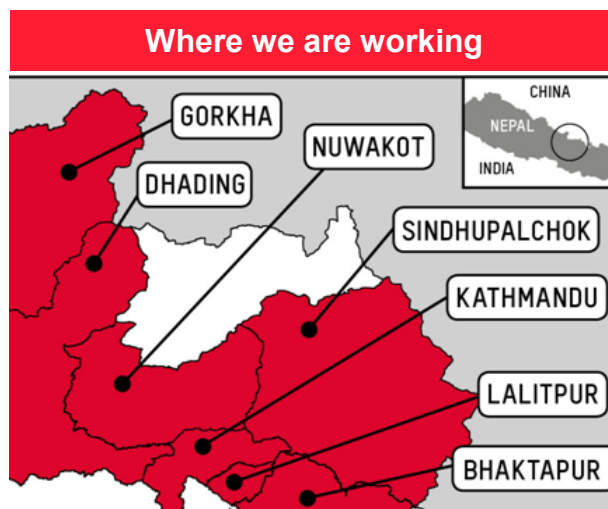 Where we are working
CHINA
NEPAL
INDIA
GORKHA
NUWAKOT
DHADING
SINDHUPALCHOK
KATHMANDU
LALITPUR
BHAKTAPUR